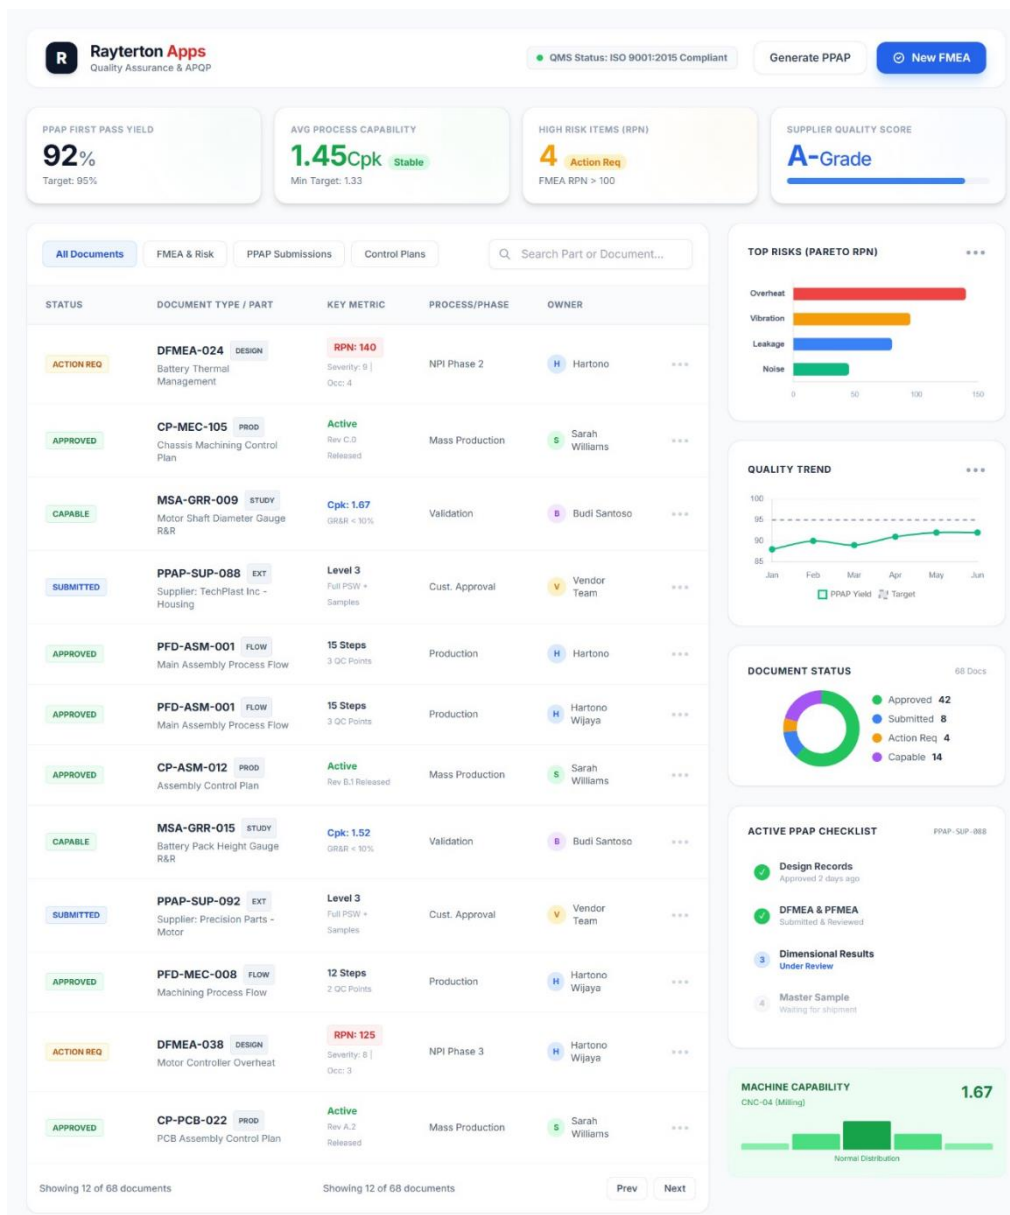 R
Rayterton Apps
Quality Assurance & APQP
QMS Status: ISO 9001:2015 Compliant
Generate PPAP
New FMEA
PPAP FIRST PASS YIELD
92%
Target: 95%
AVG PROCESS CAPABILITY
1.45Cpk Stable
Min Target: 1.33
HIGH RISK ITEMS (RPN)
4 Action Req
FMEA RPN > 100
SUPPLIER QUALITY SCORE
A-Grade
All Documents
FMEA & Risk
PPAP Submissions
Control Plans
Search Part or Document...
STATUS DOCUMENT TYPE / PART KEY METRIC PROCESS/PHASE OWNER
ACTION REQ
DFMEA-024 DESIGN
Battery Thermal
Management
RPN: 140
Severity: 9 |
Occ: 4
NPI Phase 2
H Hartono
APPROVED
CP-MEC-105 PROD
Chassis Machining Control
Plan
Active
Rev C.0
Released
Mass Production
S Sarah
Williams
CAPABLE
MSA-GRR-009 STUDY
Motor Shaft Diameter Gauge
R&R
Cpk: 1.67
GR&R < 10%
Validation
B Budi Santoso
SUBMITTED
PPAP-SUP-088 EXT
Supplier: TechPlast Inc -
Housing
Level 3
Full PSW +
Samples
Cust. Approval
V Vendor
Team
APPROVED
PFD-ASM-001 FLOW
Main Assembly Process Flow
15 Steps
3 QC Points
Production
H Hartono
APPROVED
PFD-ASM-001 FLOW
Main Assembly Process Flow
15 Steps
3 QC Points
Production
H Hartono
Wijaya
APPROVED
CP-ASM-012 PROD
Assembly Control Plan
Active
Rev B.1 Released
Mass Production
S Sarah
Williams
CAPABLE
MSA-GRR-015 STUDY
Battery Pack Height Gauge
R&R
Cpk: 1.52
GR&R < 10%
Validation
B Budi Santoso
SUBMITTED
PPAP-SUP-092 EXT
Supplier: Precision Parts -
Motor
Level 3
Full PSW +
Samples
Cust. Approval
V Vendor
Team
APPROVED
PFD-MEC-008 FLOW
Machining Process Flow
12 Steps
2 QC Points
Production
H Hartono
Wijaya
ACTION REQ
DFMEA-038 DESIGN
Motor Controller Overheat
RPN: 125
Severity: 8 |
Occ: 3
NPI Phase 3
H Hartono
Wijaya
APPROVED
CP-PCB-022 PROD
PCB Assembly Control Plan
Active
Rev A.2
Released
Mass Production
S Sarah
Williams
Showing 12 of 68 documents
Showing 12 of 68 documents
Prev
Next
TOP RISKS (PARETO RPN)
Overheat
Vibration
Leakage
Noise
0 50 100 150
QUALITY TREND
100
95
90
85
Jan Feb Mar Apr May Jun
PPAP Yield Target
DOCUMENT STATUS
68 Docs
Approved 42
Submitted 8
Action Req 4
Capable 14
ACTIVE PPAP CHECKLIST
PPAP-SUP-088
Design Records
Approved 2 days ago
DFMEA & PFMEA
Submitted & Reviewed
3 Dimensional Results
Under Review
4 Master Sample
Waiting for shipment
MACHINE CAPABILITY
CNC-04 (Milling)
1.67
Normal Distribution